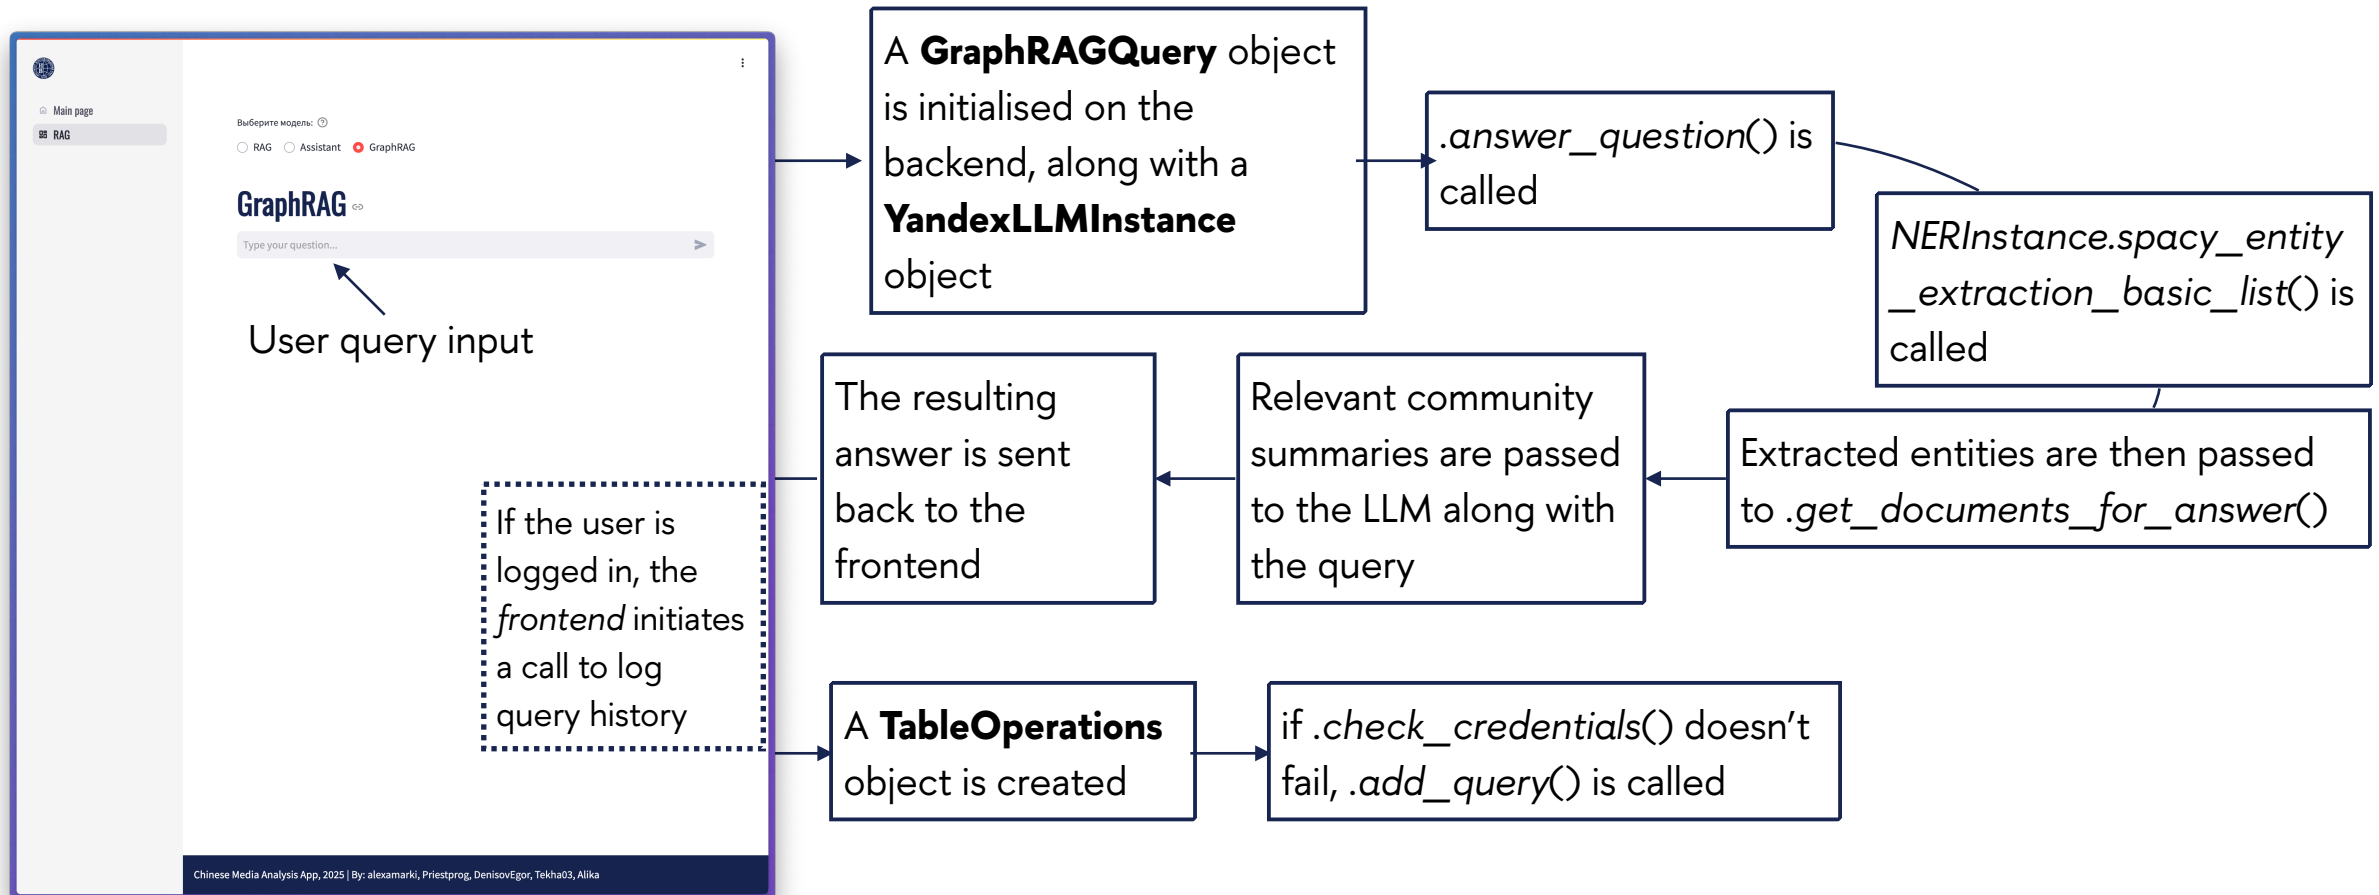 Main page
RAG
Выберите модель:
RAG Assistant GraphRAG
GraphRAG
Type your question...
User query input
A GraphRAGQuery object
is initialised on the
backend, along with a
YandexLLMInstance
object
.answer_question() is
called
NERInstance.spacy_entity
_extraction_basic_list() is
called
Extracted entities are then passed
to .get_documents_for_answer()
Relevant community
summaries are passed
to the LLM along with
the query
The resulting
answer is sent
back to the
frontend
If the user is
logged in, the
frontend initiates
a call to log
query history
A TableOperations
object is created
if .check_credentials() doesn’t
fail, .add_query() is called
Chinese Media Analysis App, 2025 | By: alexamarki, Priestprog, DenisovEgor, Tekha03, Alika